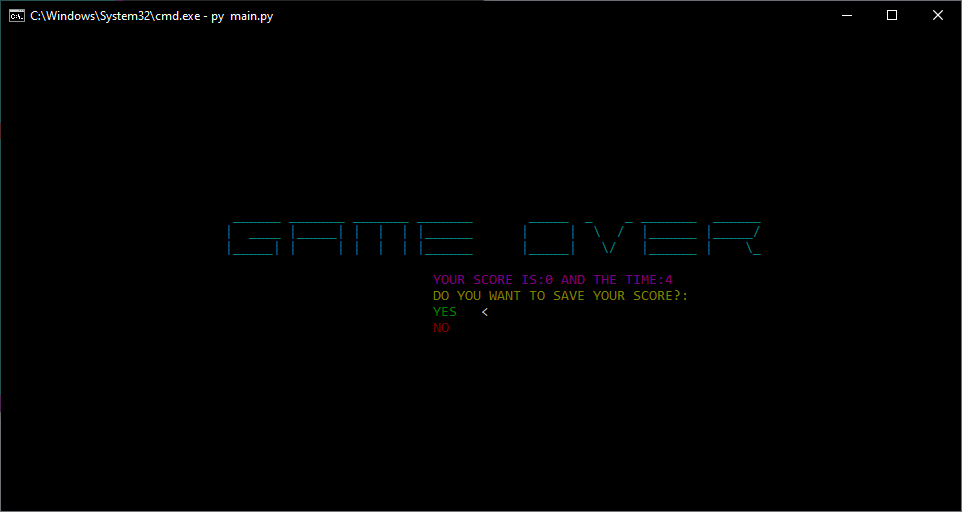 C:\Windows\System32\cmd.exe - py  main.py
GAME OVER
YOUR SCORE IS:0 AND THE TIME:4
DO YOU WANT TO SAVE YOUR SCORE?:
YES   <
NO